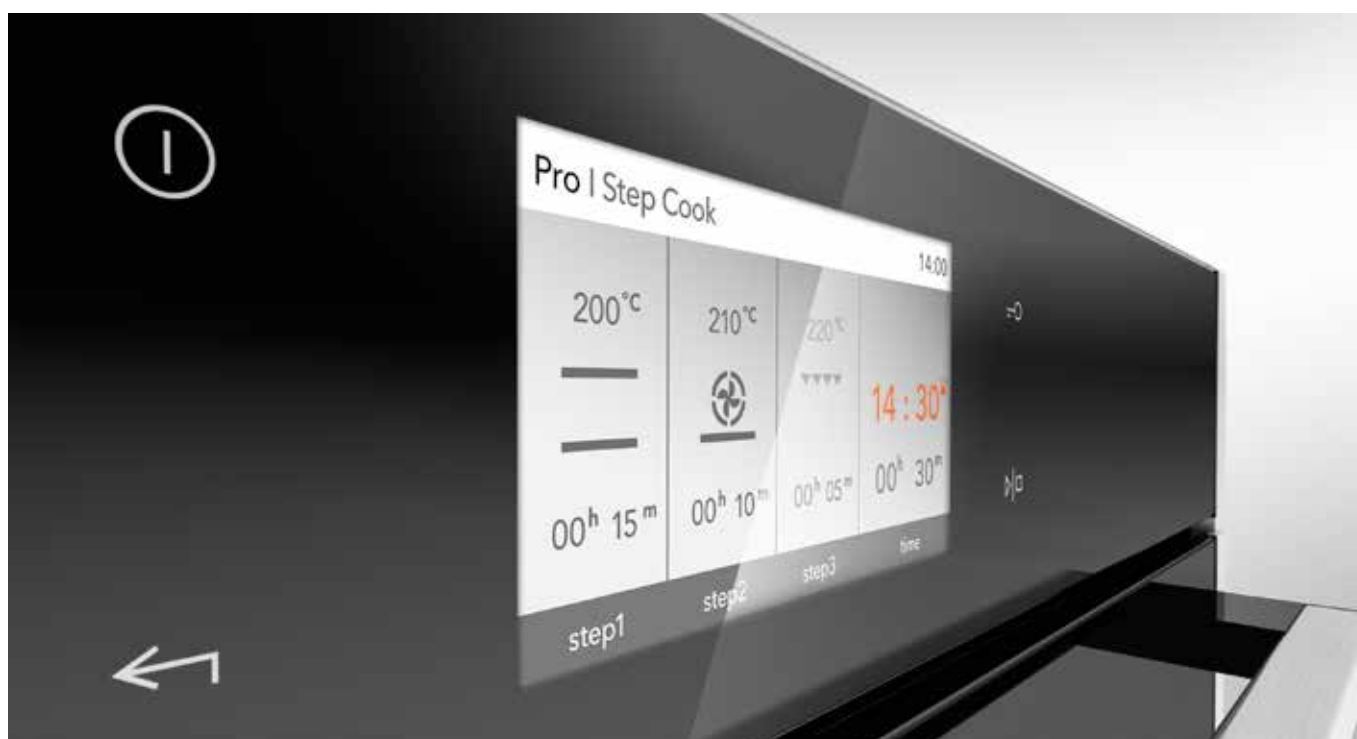 Pro | Step Cook
14:00
200°C
210°C
220°C
14 : 30
00h 15m
00h 10m
00h 05m
00h 30m
step1
step2
step3
time